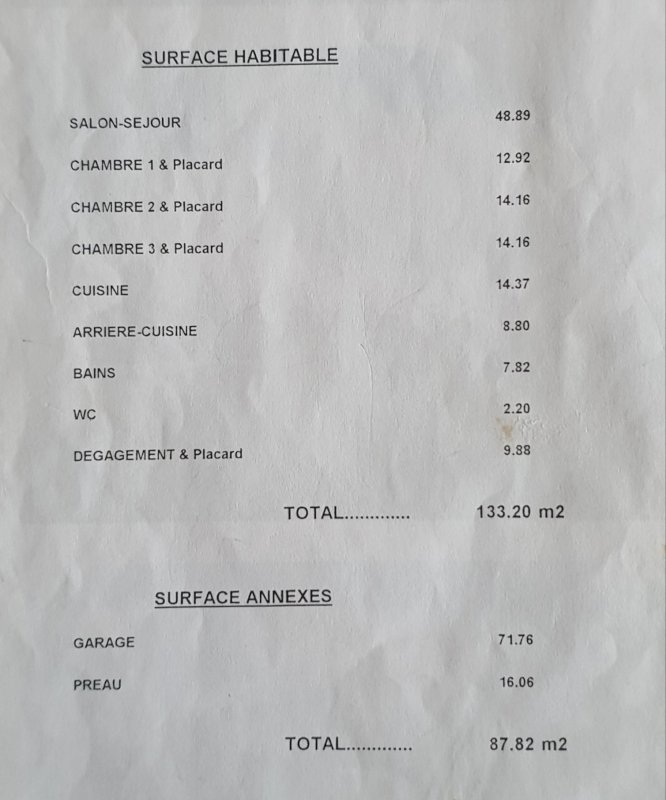 SURFACE HABITABLE
SALON-SEJOUR 48.89
CHAMBRE 1 & Placard 12.92
CHAMBRE 2 & Placard 14.16
CHAMBRE 3 & Placard 14.16
CUISINE 14.37
ARRIERE-CUISINE 8.80
BAINS 7.82
WC 2.20
DEGAGEMENT & Placard 9.88
TOTAL............. 133.20 m2
SURFACE ANNEXES
GARAGE 71.76
PREAU 16.06
TOTAL............. 87.82 m2